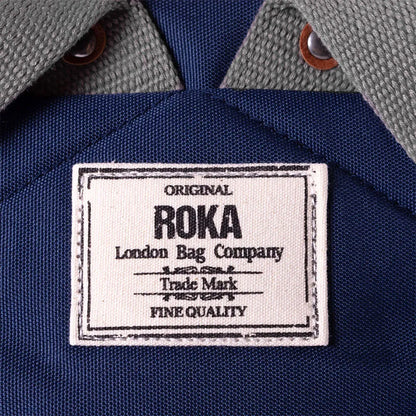 ORIGINAL
ROKA
London Bag Company
Trade Mark
FINE QUALITY